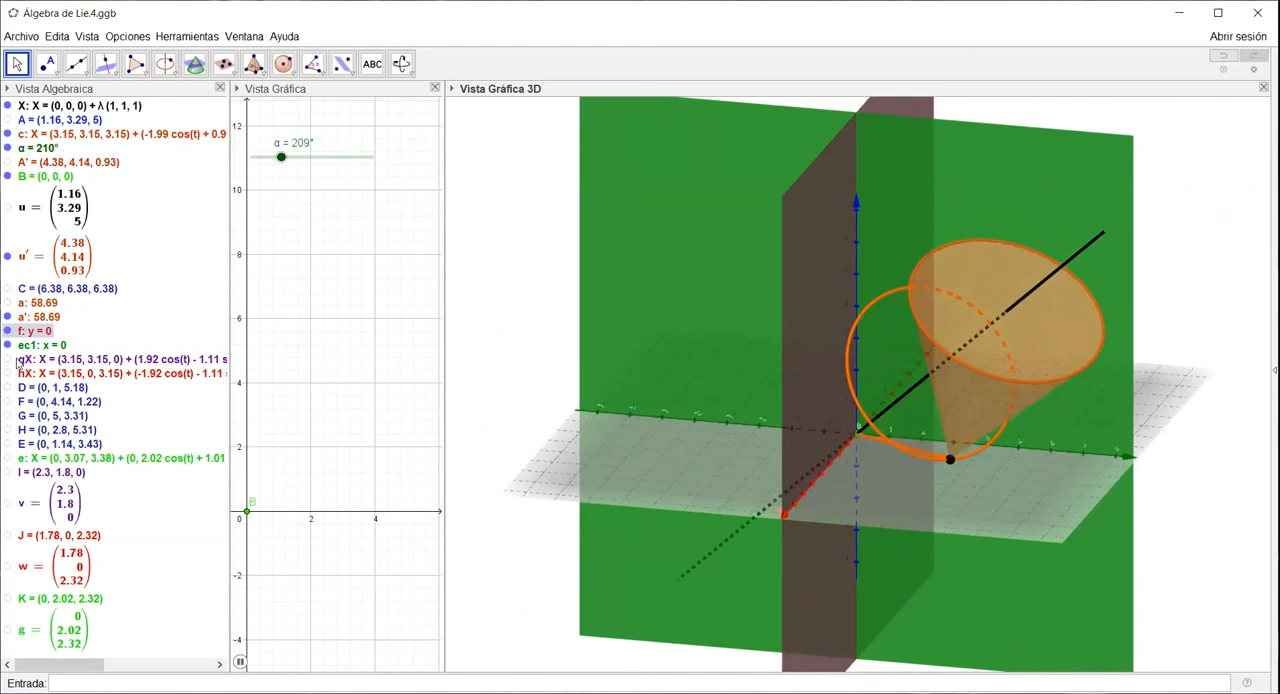 Álgebra de Lie.4.ggb
Archivo Edita Vista Opciones Herramientas Ventana Ayuda
Abrir sesión
ABC
Vista Algebraica
Vista Gráfica
Vista Gráfica 3D
X: X = (0, 0, 0) + λ (1, 1, 1)
A = (1.16, 3.29, 5)
c: X = (3.15, 3.15, 3.15) + (-1.99 cos(t) + 0.9
α = 210°
A' = (4.38, 4.14, 0.93)
B = (0, 0, 0)
u = (1.16
3.29
5)
u' = (4.38
4.14
0.93)
C = (6.38, 6.38, 6.38)
a: 58.69
a': 58.69
f: y = 0
ec1: x = 0
gX: X = (3.15, 3.15, 0) + (1.92 cos(t) - 1.11 s
hX: X = (3.15, 0, 3.15) + (-1.92 cos(t) - 1.11
D = (0, 1, 5.18)
F = (0, 4.14, 1.22)
G = (0, 5, 3.31)
H = (0, 2.8, 5.31)
E = (0, 1.14, 3.43)
e: X = (0, 3.07, 3.38) + (0, 2.02 cos(t) + 1.01
I = (2.3, 1.8, 0)
v = (2.3
1.8
0)
J = (1.78, 0, 2.32)
w = (1.78
0
2.32)
K = (0, 2.02, 2.32)
g = (0
2.02
2.32)
α = 209°
12
10
8
6
4
2
0
-2
-4
2
4
B
Entrada: